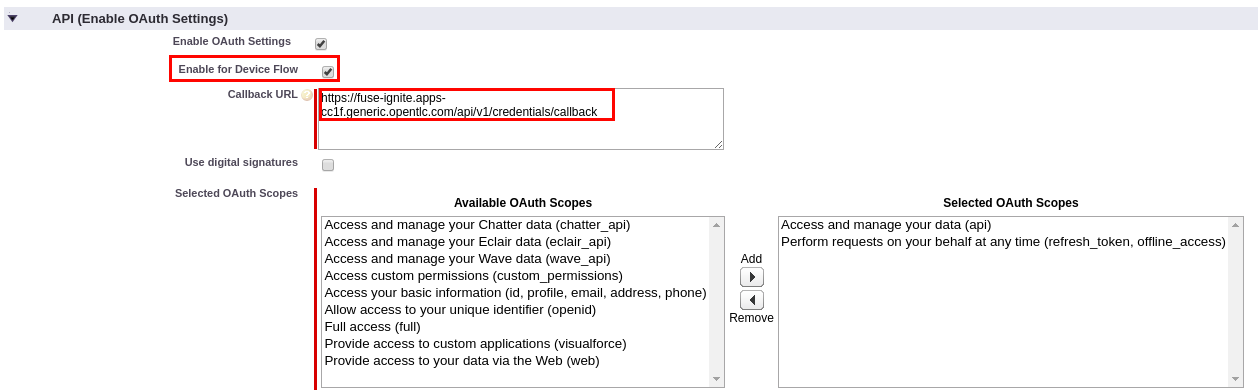 API (Enable OAuth Settings)
Enable OAuth Settings
Enable for Device Flow
Callback URL
https://fuse-ignite.apps-
cc1f.generic.opentlc.com/api/v1/credentials/callback
Use digital signatures
Selected OAuth Scopes
Available OAuth Scopes
Access and manage your Chatter data (chatter_api)
Access and manage your Eclair data (eclair_api)
Access and manage your Wave data (wave_api)
Access custom permissions (custom_permissions)
Access your basic information (id, profile, email, address, phone)
Allow access to your unique identifier (openid)
Full access (full)
Provide access to custom applications (visualforce)
Provide access to your data via the Web (web)
Add
Remove
Selected OAuth Scopes
Access and manage your data (api)
Perform requests on your behalf at any time (refresh_token, offline_access)